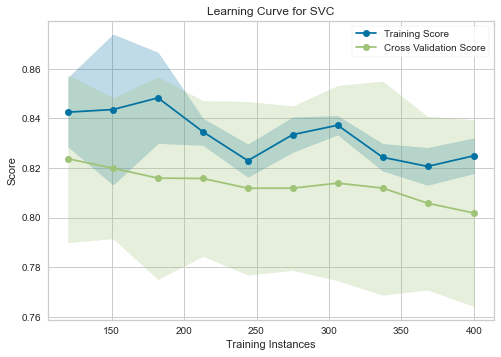 Learning Curve for SVC
Training Score
Cross Validation Score
0.86
0.84
0.82
0.80
0.78
0.76
Score
150
200
250
300
350
400
Training Instances